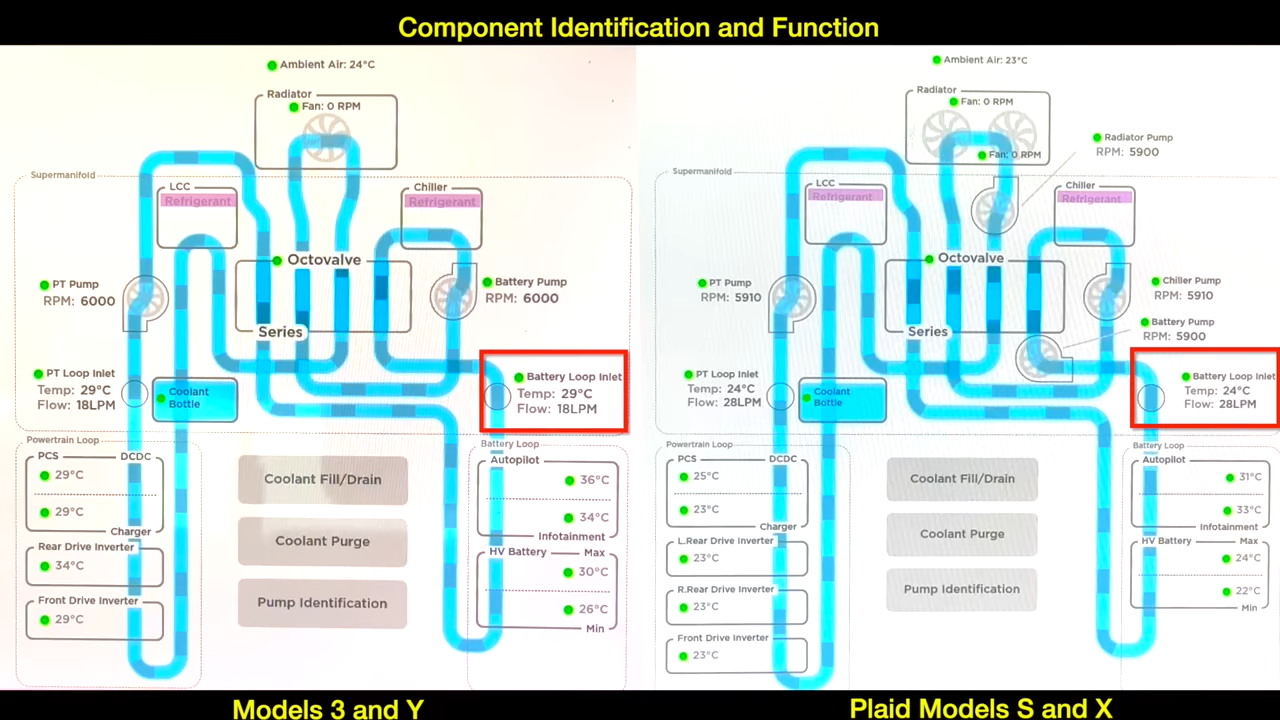 Component Identification and Function
Ambient Air: 24°C
Radiator
Fan: 0 RPM
Supermanifold
LCC
Refrigerant
Chiller
Refrigerant
Octovalve
PT Pump
RPM: 6000
Battery Pump
RPM: 6000
Series
PT Loop Inlet
Temp: 29°C
Flow: 18LPM
Coolant
Bottle
Battery Loop Inlet
Temp: 29°C
Flow: 18LPM
Powertrain Loop
PCS
DCDC
29°C
29°C
Charger
Rear Drive Inverter
34°C
Front Drive Inverter
29°C
Coolant Fill/Drain
Coolant Purge
Pump Identification
Battery Loop
Autopilot
36°C
34°C
Infotainment
HV Battery
Max
30°C
26°C
Min
Models 3 and Y
Ambient Air: 23°C
Radiator
Fan: 0 RPM
Fan: 0 RPM
Radiator Pump
RPM: 5900
Supermanifold
LCC
Refrigerant
Chiller
Refrigerant
Octovalve
PT Pump
RPM: 5910
Chiller Pump
RPM: 5910
Battery Pump
RPM: 5900
Series
PT Loop Inlet
Temp: 24°C
Flow: 28LPM
Coolant
Bottle
Battery Loop Inlet
Temp: 24°C
Flow: 28LPM
Powertrain Loop
PCS
DCDC
25°C
23°C
Charger
L.Rear Drive Inverter
23°C
R.Rear Drive Inverter
23°C
Front Drive Inverter
23°C
Coolant Fill/Drain
Coolant Purge
Pump Identification
Battery Loop
Autopilot
31°C
33°C
Infotainment
HV Battery
Max
24°C
22°C
Min
Plaid Models S and X